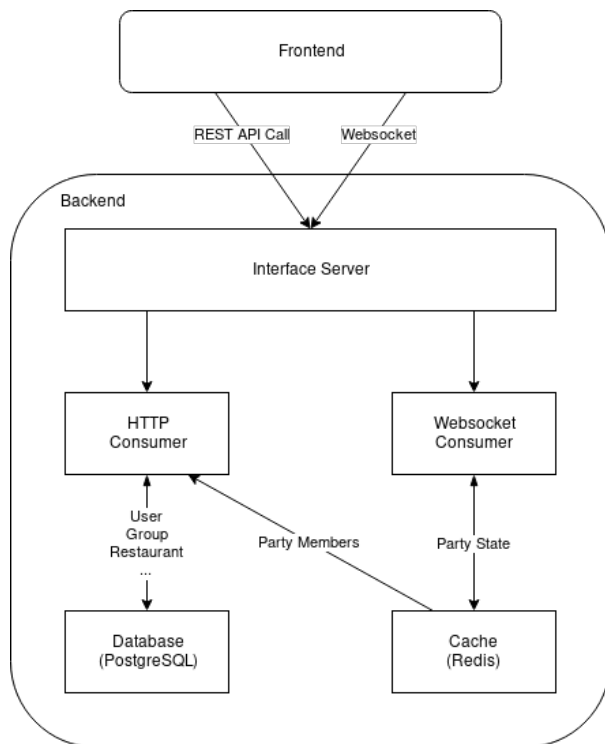 Frontend
REST API Call
Websocket
Backend
Interface Server
HTTP
Consumer
Websocket
Consumer
User
Group
Restaurant
...
Party Members
Party State
Database
(PostgreSQL)
Cache
(Redis)